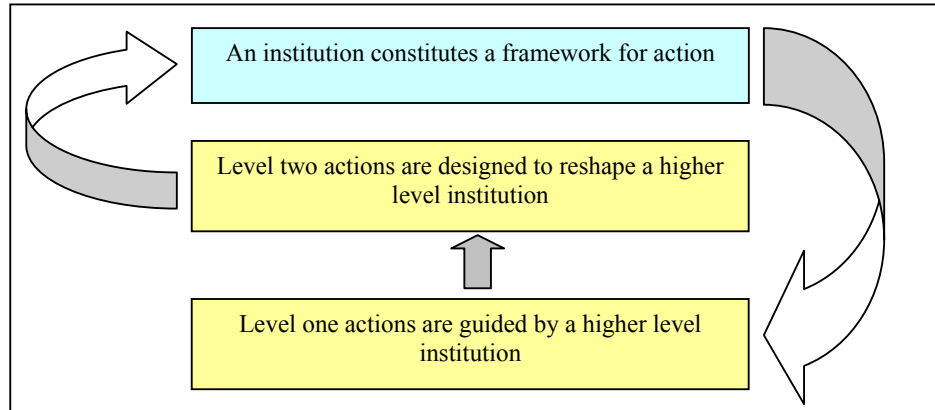 An institution constitutes a framework for action
Level two actions are designed to reshape a higher
level institution
Level one actions are guided by a higher level
institution